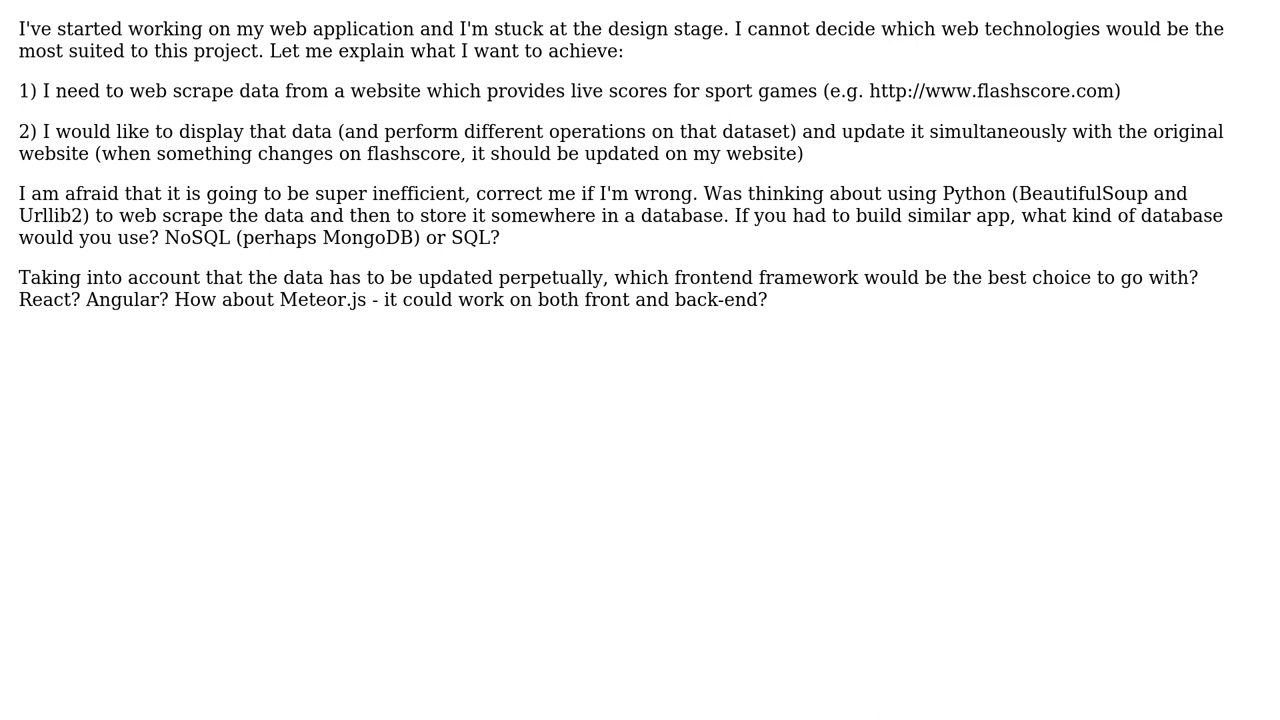 I've started working on my web application and I'm stuck at the design stage. I cannot decide which web technologies would be the
most suited to this project. Let me explain what I want to achieve:
1) I need to web scrape data from a website which provides live scores for sport games (e.g. http://www.flashscore.com)
2) I would like to display that data (and perform different operations on that dataset) and update it simultaneously with the original
website (when something changes on flashscore, it should be updated on my website)
I am afraid that it is going to be super inefficient, correct me if I'm wrong. Was thinking about using Python (BeautifulSoup and
Urllib2) to web scrape the data and then to store it somewhere in a database. If you had to build similar app, what kind of database
would you use? NoSQL (perhaps MongoDB) or SQL?
Taking into account that the data has to be updated perpetually, which frontend framework would be the best choice to go with?
React? Angular? How about Meteor.js - it could work on both front and back-end?